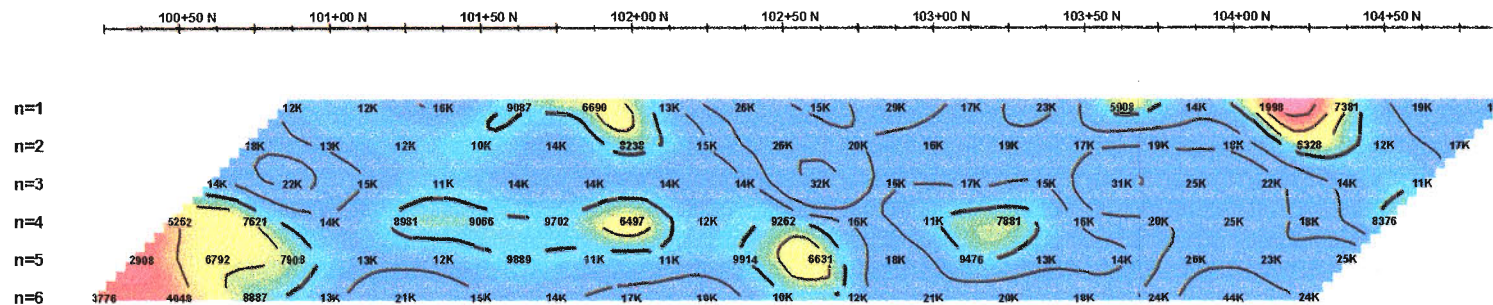 100+50 N 101+00 N 101+50 N 102+00 N 102+50 N 103+00 N 103+50 N 104+00 N 104+50 N
n=1 12K 12K 16K 9087 6690 13K 26K 15K 29K 17K 23K 5908 14K 1998 7381 19K
n=2 18K 13K 12K 10K 14K 8238 15K 26K 20K 16K 19K 17K 19K 18K 6328 12K 17K
n=3 14K 22K 15K 11K 14K 14K 14K 14K 32K 16K 17K 15K 31K 25K 22K 14K 11K
n=4 5262 7621 14K 8981 9066 9702 6497 12K 9262 16K 11K 7881 16K 20K 25K 18K 8376
n=5 2908 6792 7908 13K 12K 9889 11K 11K 9914 6631 18K 9476 13K 14K 26K 23K 25K
n=6 3776 4048 8887 13K 21K 15K 14K 17K 19K 10K 12K 21K 20K 18K 24K 44K 24K